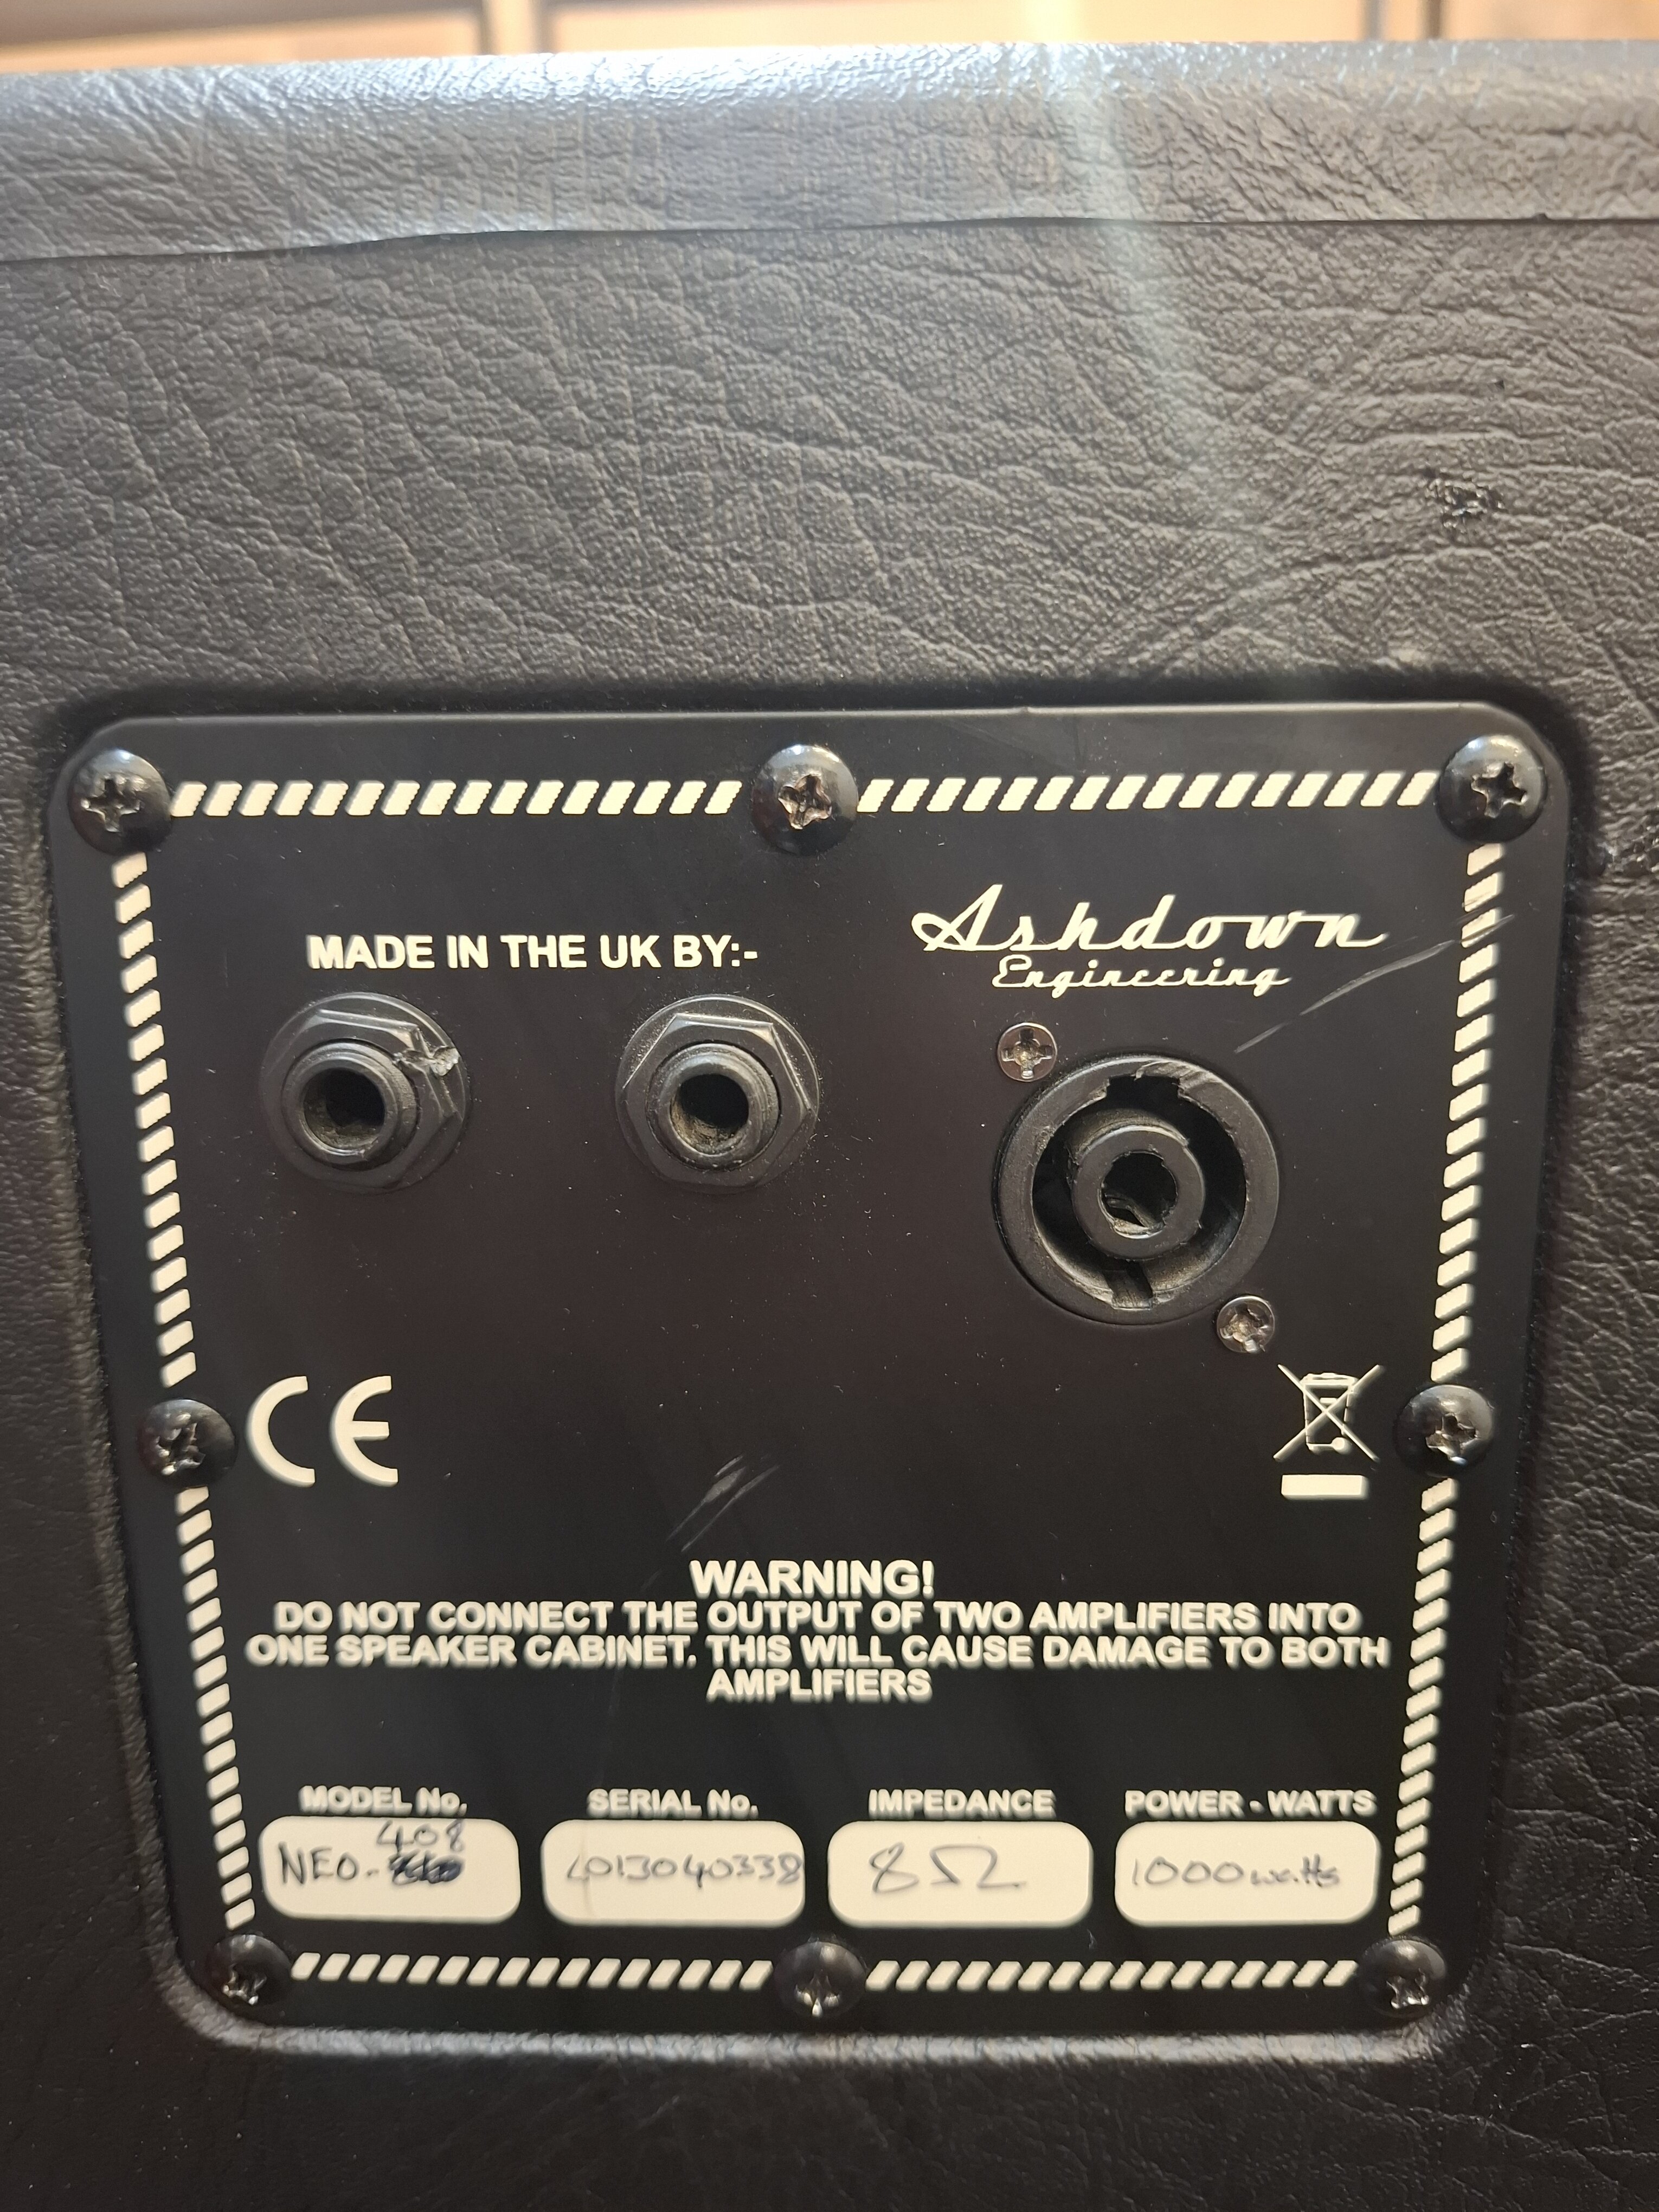 MADE IN THE UK BY:-
Ashdown
Engineering
CE
WARNING!
DO NOT CONNECT THE OUTPUT OF TWO AMPLIFIERS INTO
ONE SPEAKER CABINET. THIS WILL CAUSE DAMAGE TO BOTH
AMPLIFIERS
MODEL No. SERIAL No. IMPEDANCE POWER - WATTS
408
NEO- 8Ω 1000watts